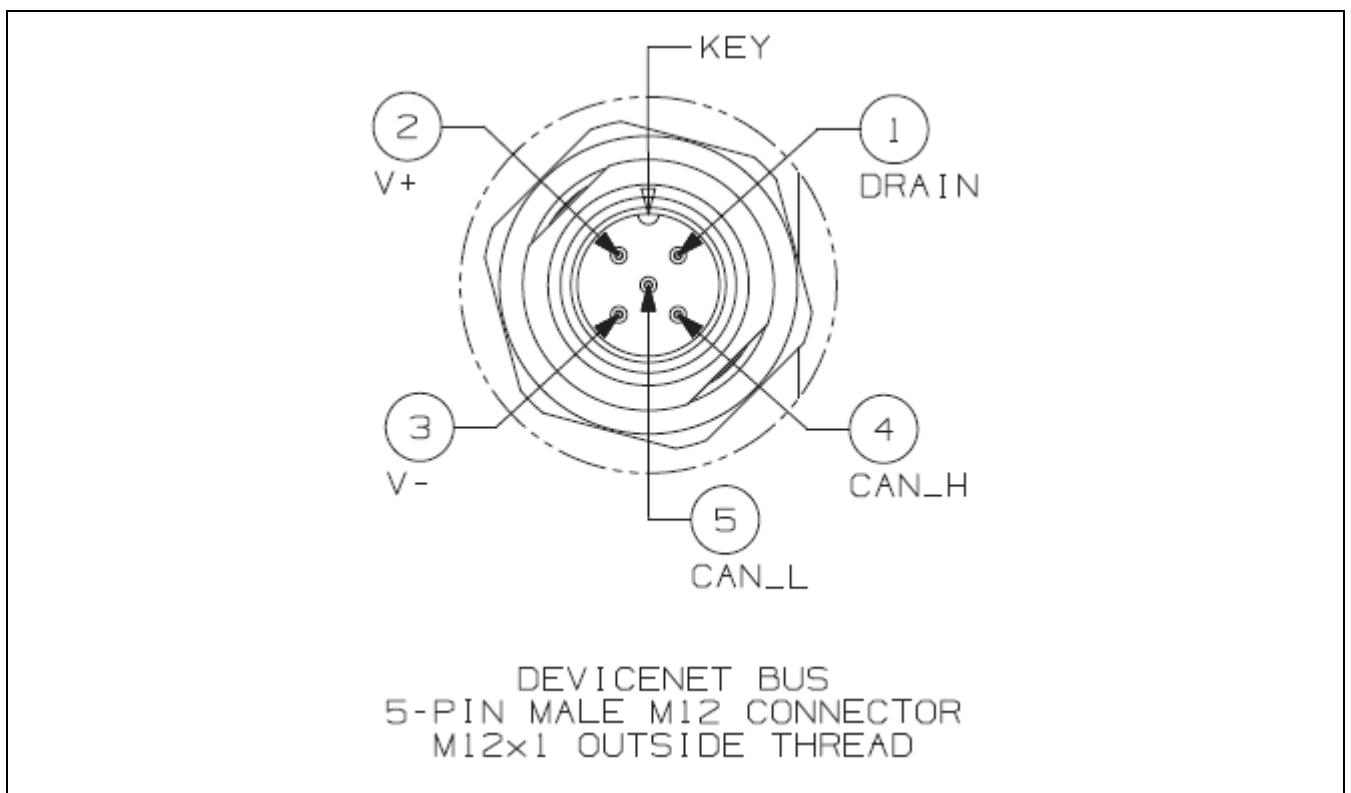 KEY
2
V+
1
DRAIN
3
V-
4
CAN_H
5
CAN_L
DEVICENET BUS
5-PIN MALE M12 CONNECTOR
M12x1 OUTSIDE THREAD